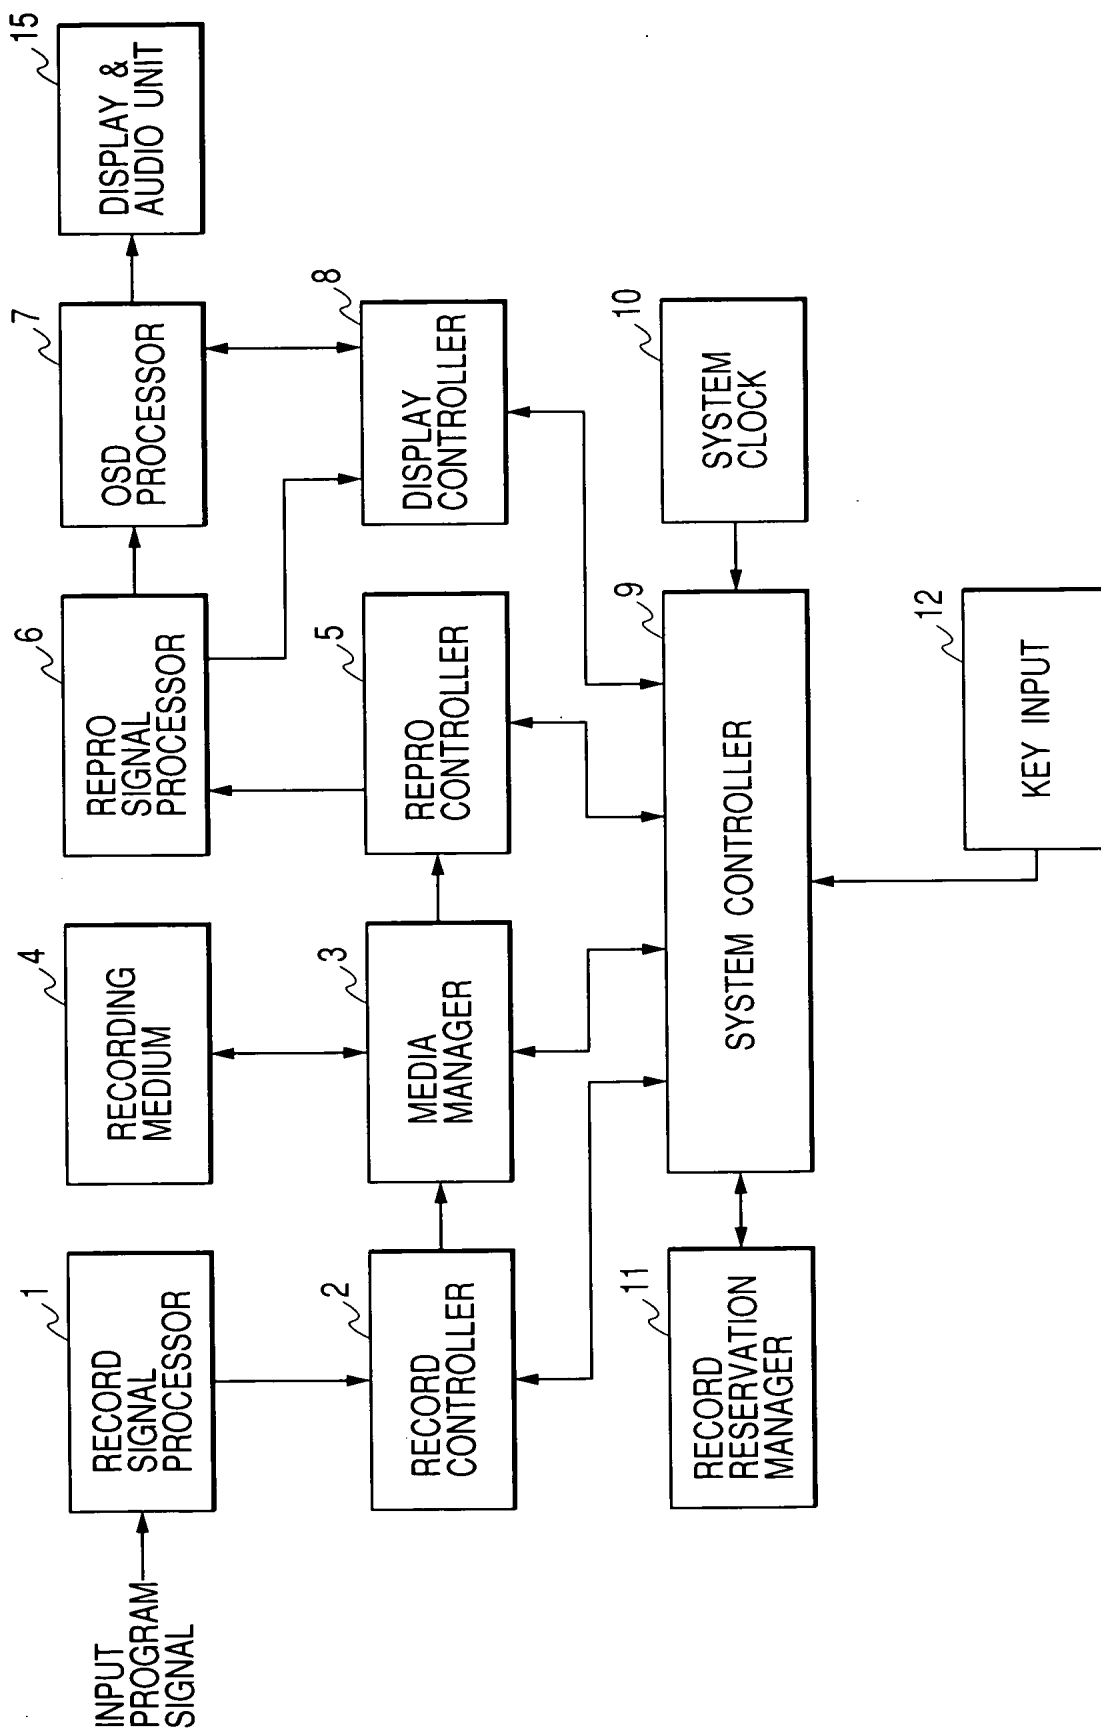 INPUT
PROGRAM
SIGNAL
1
RECORD
SIGNAL
PROCESSOR
4
RECORDING
MEDIUM
6
REPRO
SIGNAL
PROCESSOR
7
OSD
PROCESSOR
15
DISPLAY &
AUDIO UNIT
2
RECORD
CONTROLLER
3
MEDIA
MANAGER
5
REPRO
CONTROLLER
8
DISPLAY
CONTROLLER
11
RECORD
RESERVATION
MANAGER
9
SYSTEM CONTROLLER
10
SYSTEM
CLOCK
12
KEY INPUT